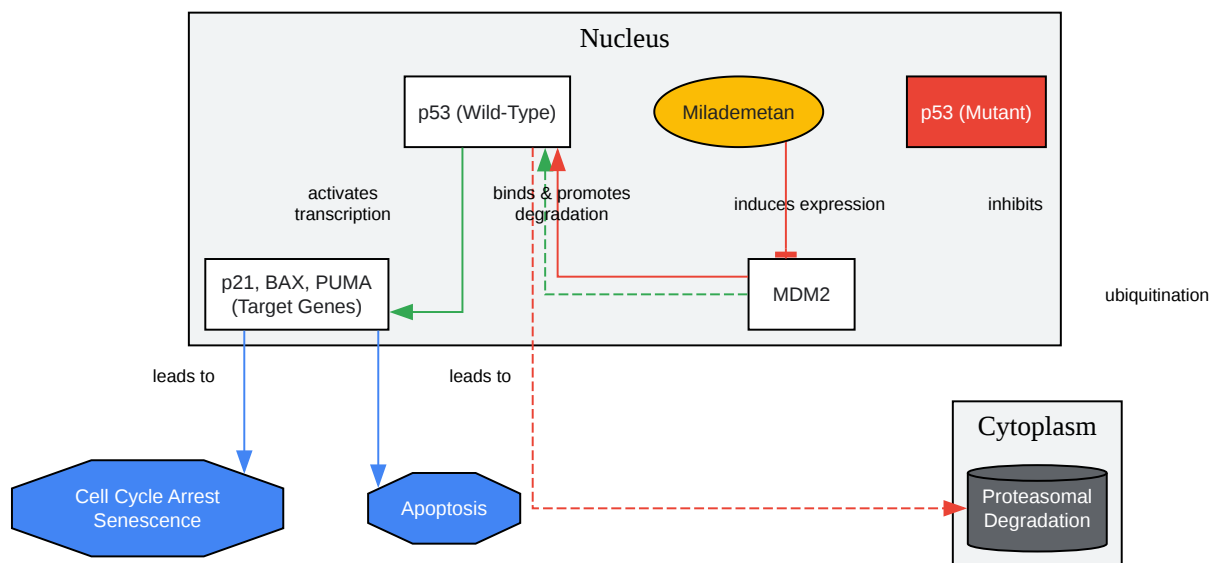 Nucleus
p53 (Wild-Type)
Milademetan
p53 (Mutant)
activates
transcription
binds & promotes
degradation
induces expression
inhibits
p21, BAX, PUMA
(Target Genes)
MDM2
ubiquitination
leads to
leads to
Cytoplasm
Cell Cycle Arrest
Senescence
Apoptosis
Proteasomal
Degradation